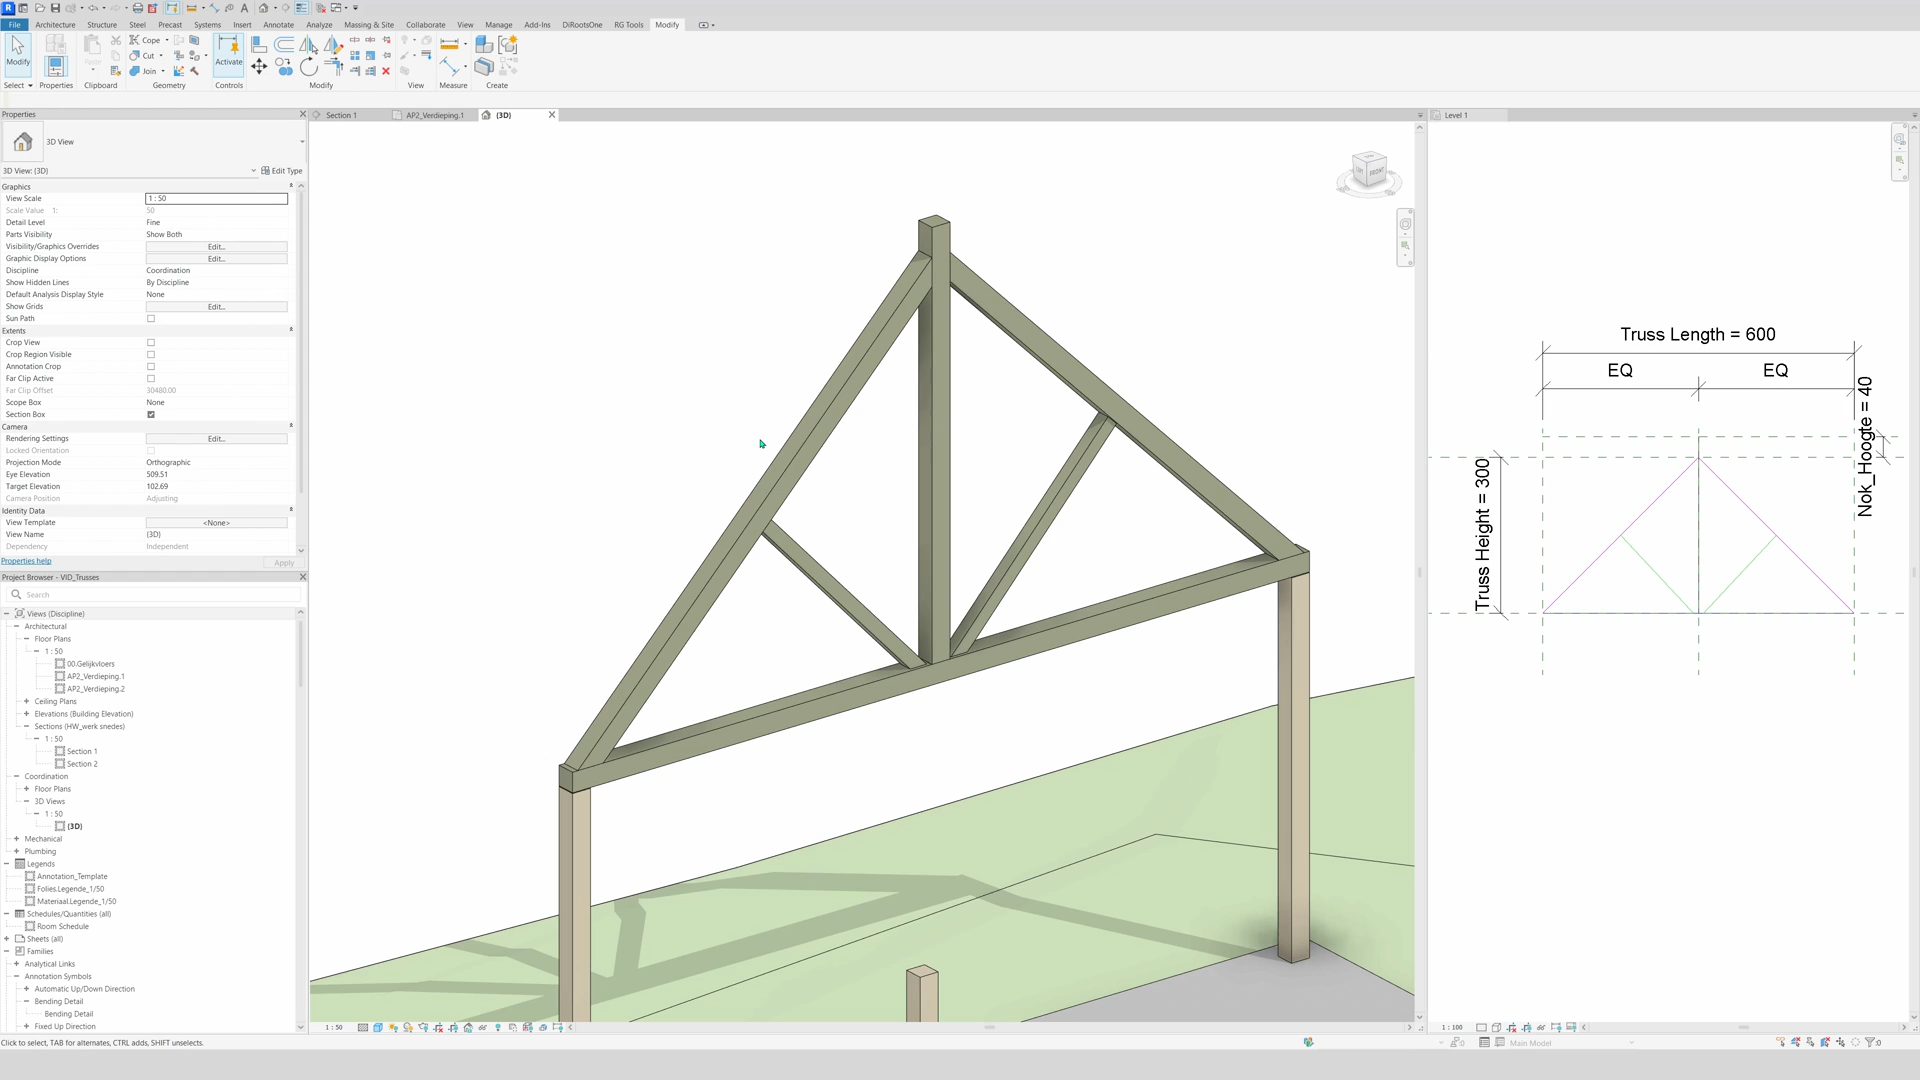 File Architecture Structure Steel Precast Systems Insert Annotate Analyze Massing & Site Collaborate View Manage Add-Ins DiRootsOne RG Tools Modify
Cope
Cut
Join
Modify
Activate
Select Properties Clipboard Geometry Controls Modify View Measure Create
Properties
3D View
3D View: {3D}
Edit Type
Graphics
View Scale 1 : 50
Scale Value 1: 50
Detail Level Fine
Parts Visibility Show Both
Visibility/Graphics Overrides Edit...
Graphic Display Options Edit...
Discipline Coordination
Show Hidden Lines By Discipline
Default Analysis Display Style None
Show Grids Edit...
Sun Path
Extents
Crop View
Crop Region Visible
Annotation Crop
Far Clip Active
Far Clip Offset 30480.00
Scope Box None
Section Box
Camera
Rendering Settings Edit...
Locked Orientation
Projection Mode Orthographic
Eye Elevation 509.51
Target Elevation 102.69
Camera Position Adjusting
Identity Data
View Template <None>
View Name {3D}
Dependency Independent
Properties help
Apply
Project Browser - VID_Trusses
Search
Views (Discipline)
Architectural
Floor Plans
1 : 50
00.Gelijkvloers
AP2_Verdieping.1
AP2_Verdieping.2
Ceiling Plans
Elevations (Building Elevation)
Sections (HW_werk snedes)
1 : 50
Section 1
Section 2
Coordination
Floor Plans
3D Views
1 : 50
{3D}
Mechanical
Plumbing
Legends
Annotation_Template
Folies.Legende_1/50
Materiaal.Legende_1/50
Schedules/Quantities (all)
Room Schedule
Sheets (all)
Families
Analytical Links
Annotation Symbols
Automatic Up/Down Direction
Bending Detail
Bending Detail
Fixed Up Direction
Click to select, TAB for alternates, CTRL adds, SHIFT unselects.
Section 1 AP2_Verdieping.1 {3D}
FRONT
1 : 50
Level 1
Truss Length = 600
EQ EQ
Nok_Hoogte = 40
Truss Height = 300
1 : 100
Main Model
:0